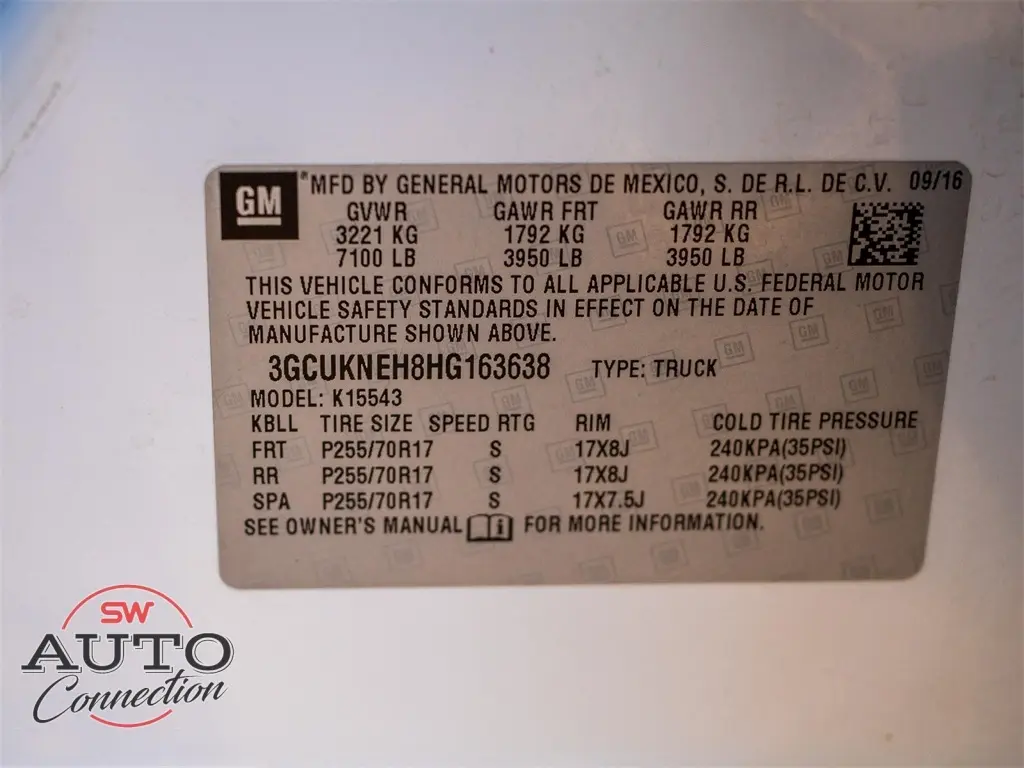 GM *MFD BY GENERAL MOTORS DE MEXICO, S. DE R.L. DE C.V. 09/16
GVWR GAWR FRT GAWR RR
3221 KG 1792 KG 1792 KG
7100 LB 3950 LB 3950 LB
THIS VEHICLE CONFORMS TO ALL APPLICABLE U.S. FEDERAL MOTOR
VEHICLE SAFETY STANDARDS IN EFFECT ON THE DATE OF
MANUFACTURE SHOWN ABOVE.
3GCUKNEH8HG163638 TYPE: TRUCK
MODEL: K15543
KBLL TIRE SIZE SPEED RTG RIM COLD TIRE PRESSURE
FRT P255/70R17 S 17X8J 240KPA(35PSI)
RR P255/70R17 S 17X8J 240KPA(35PSI)
SPA P255/70R17 S 17X7.5J 240KPA(35PSI)
SEE OWNER'S MANUAL FOR MORE INFORMATION.
SW
AUTO
Connection